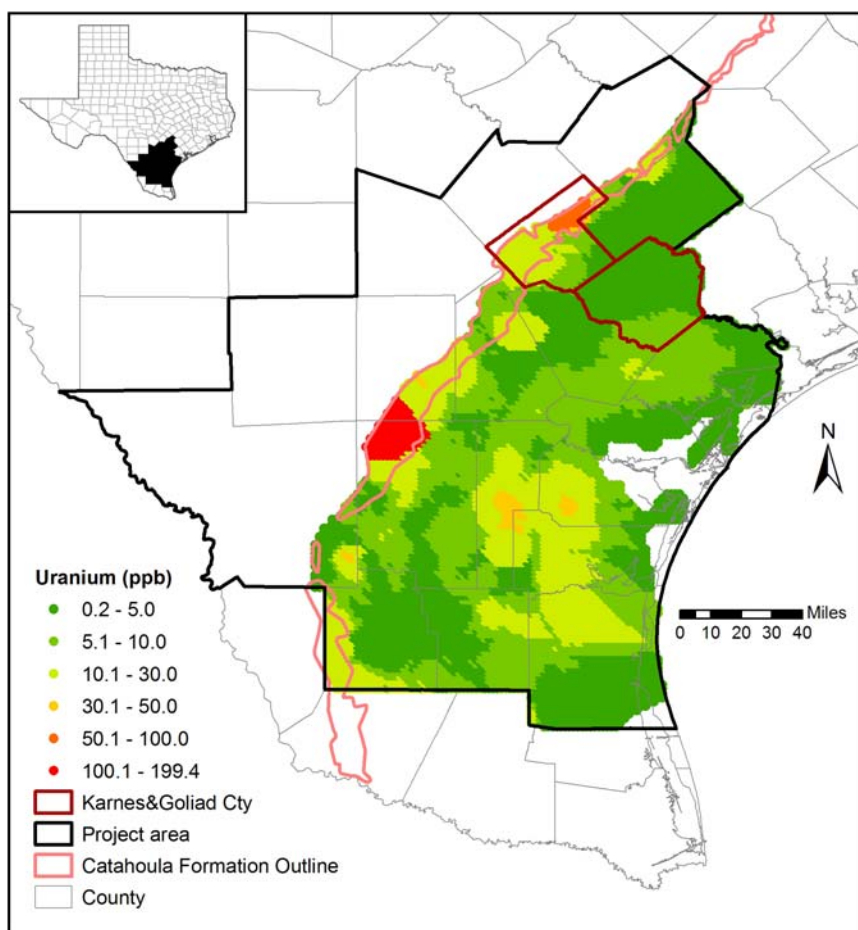 N
Miles
0 10 20 30 40
Uranium (ppb)
0.2 - 5.0
5.1 - 10.0
10.1 - 30.0
30.1 - 50.0
50.1 - 100.0
100.1 - 199.4
Karnes&Goliad Cty
Project area
Catahoula Formation Outline
County